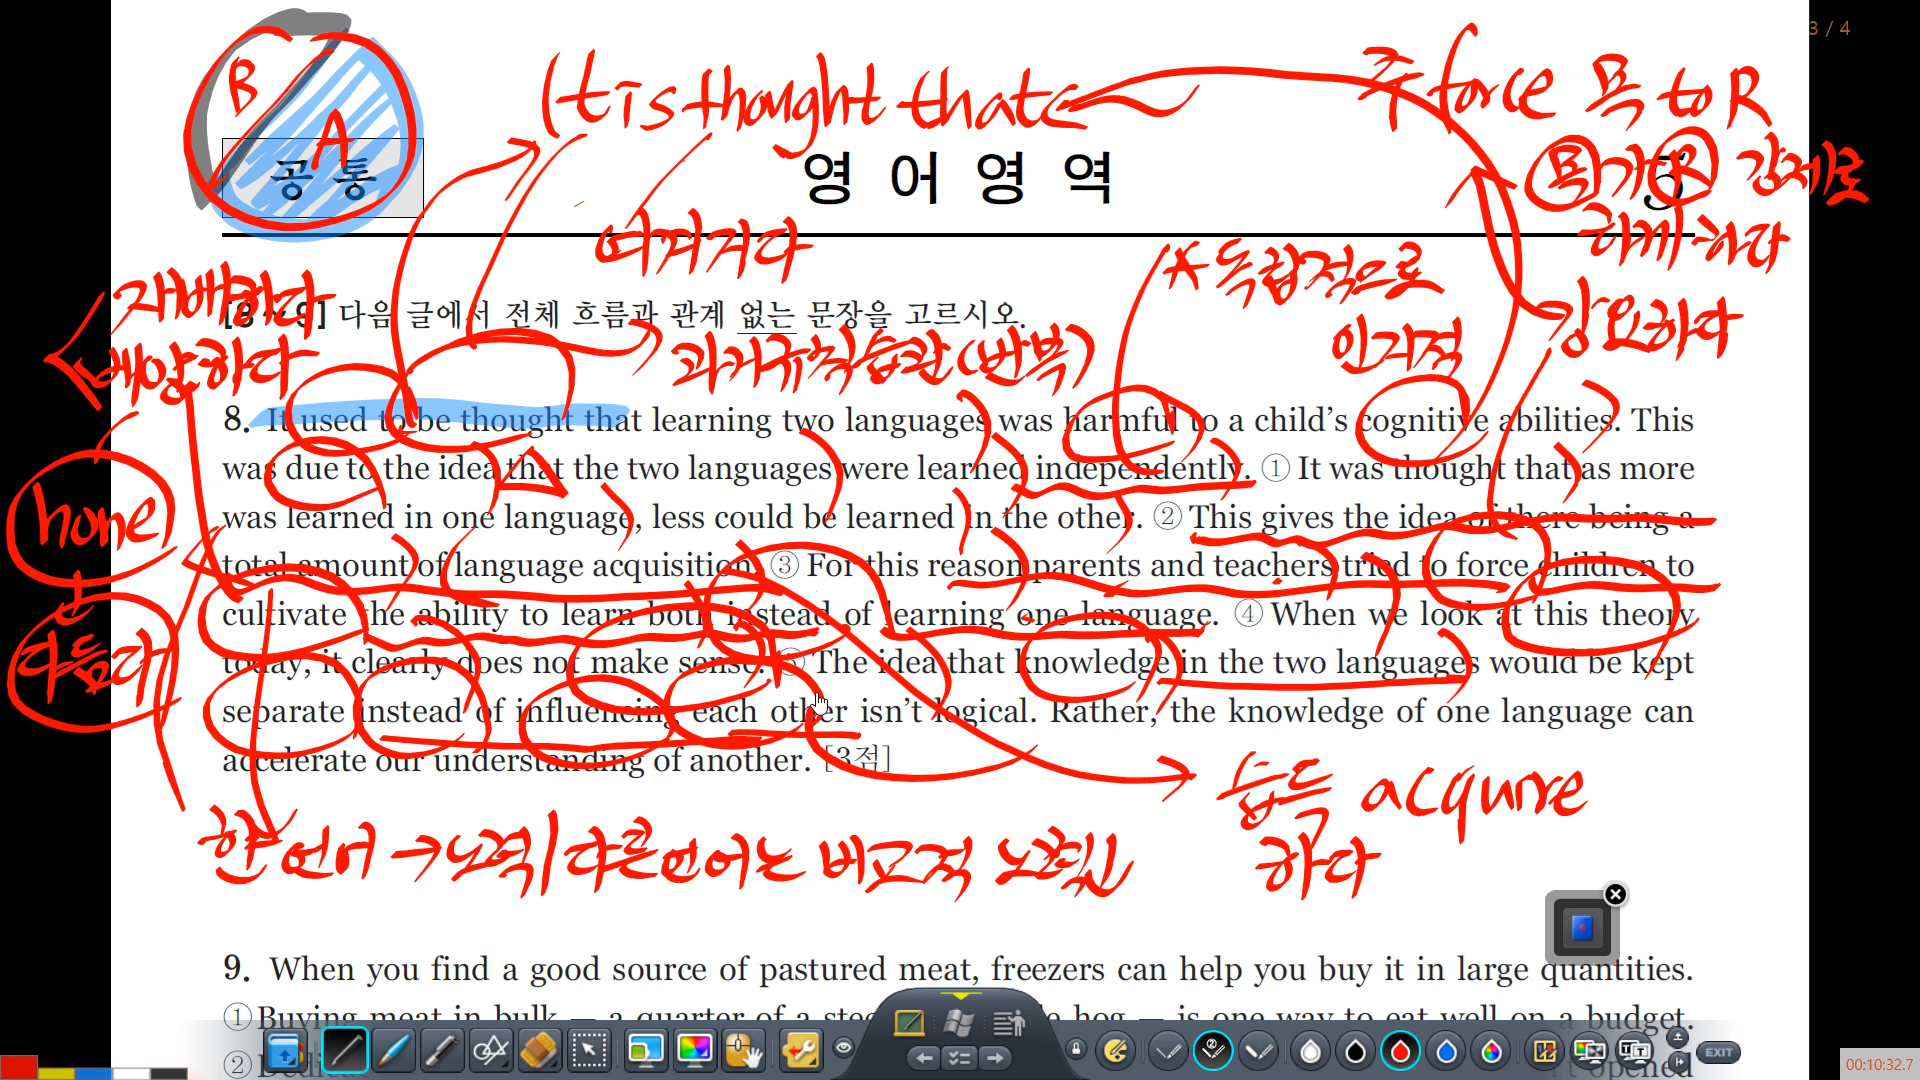 3 / 4
B
A
It is thought that
주 force 목 to R
공 통
영 어 영 역
목 가 R 강제로
하게 하다
여겨지다
* 독합적으로
인지적
강요하다
재배하다
배양하다
[8~9] 다음 글에서 전체 흐름과 관계 없는 문장을 고르시오.
과거규칙습관(반복)
8. It used to be thought that learning two languages was harmful to a child's cognitive abilities. This
was due to the idea that the two languages were learned independently. ① It was thought that as more
was learned in one language, less could be learned in the other. ② This gives the idea of there being a
total amount of language acquisition. ③ For this reason parents and teachers tried to force children to
cultivate the ability to learn both instead of learning one language. ④ When we look at this theory
today, it clearly does not make sense. ⑤ The idea that knowledge in the two languages would be kept
separate instead of influencing each other isn't logical. Rather, the knowledge of one language can
accelerate our understanding of another. [3점]
hone
다듬다
습득 acquire
하다
한 언어 → 노력 / 다른언어는 비교적 노력
9. When you find a good source of pastured meat, freezers can help you buy it in large quantities.
① Buying meat in bulk — a quarter of a hog — is one way to eat well on a budget.
②
opened
EXIT
00:10:32.7